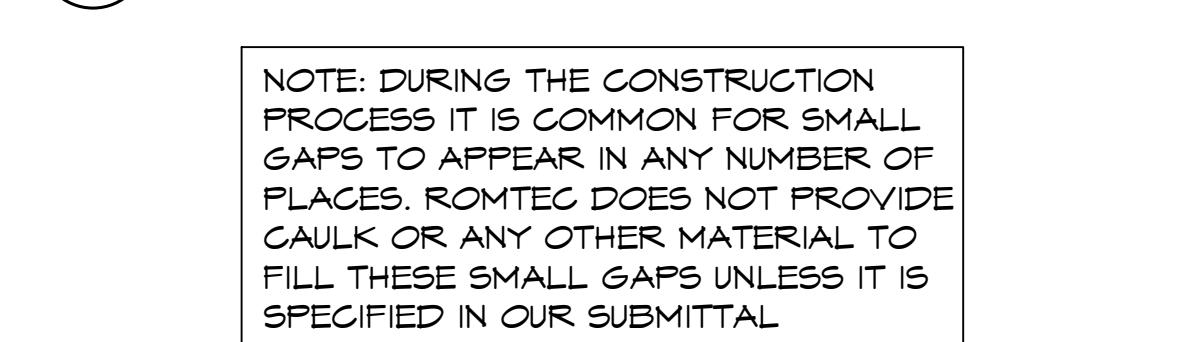 NOTE: DURING THE CONSTRUCTION
PROCESS IT IS COMMON FOR SMALL
GAPS TO APPEAR IN ANY NUMBER OF
PLACES. ROMTEC DOES NOT PROVIDE
CAULK OR ANY OTHER MATERIAL TO
FILL THESE SMALL GAPS UNLESS IT IS
SPECIFIED IN OUR SUBMITTAL